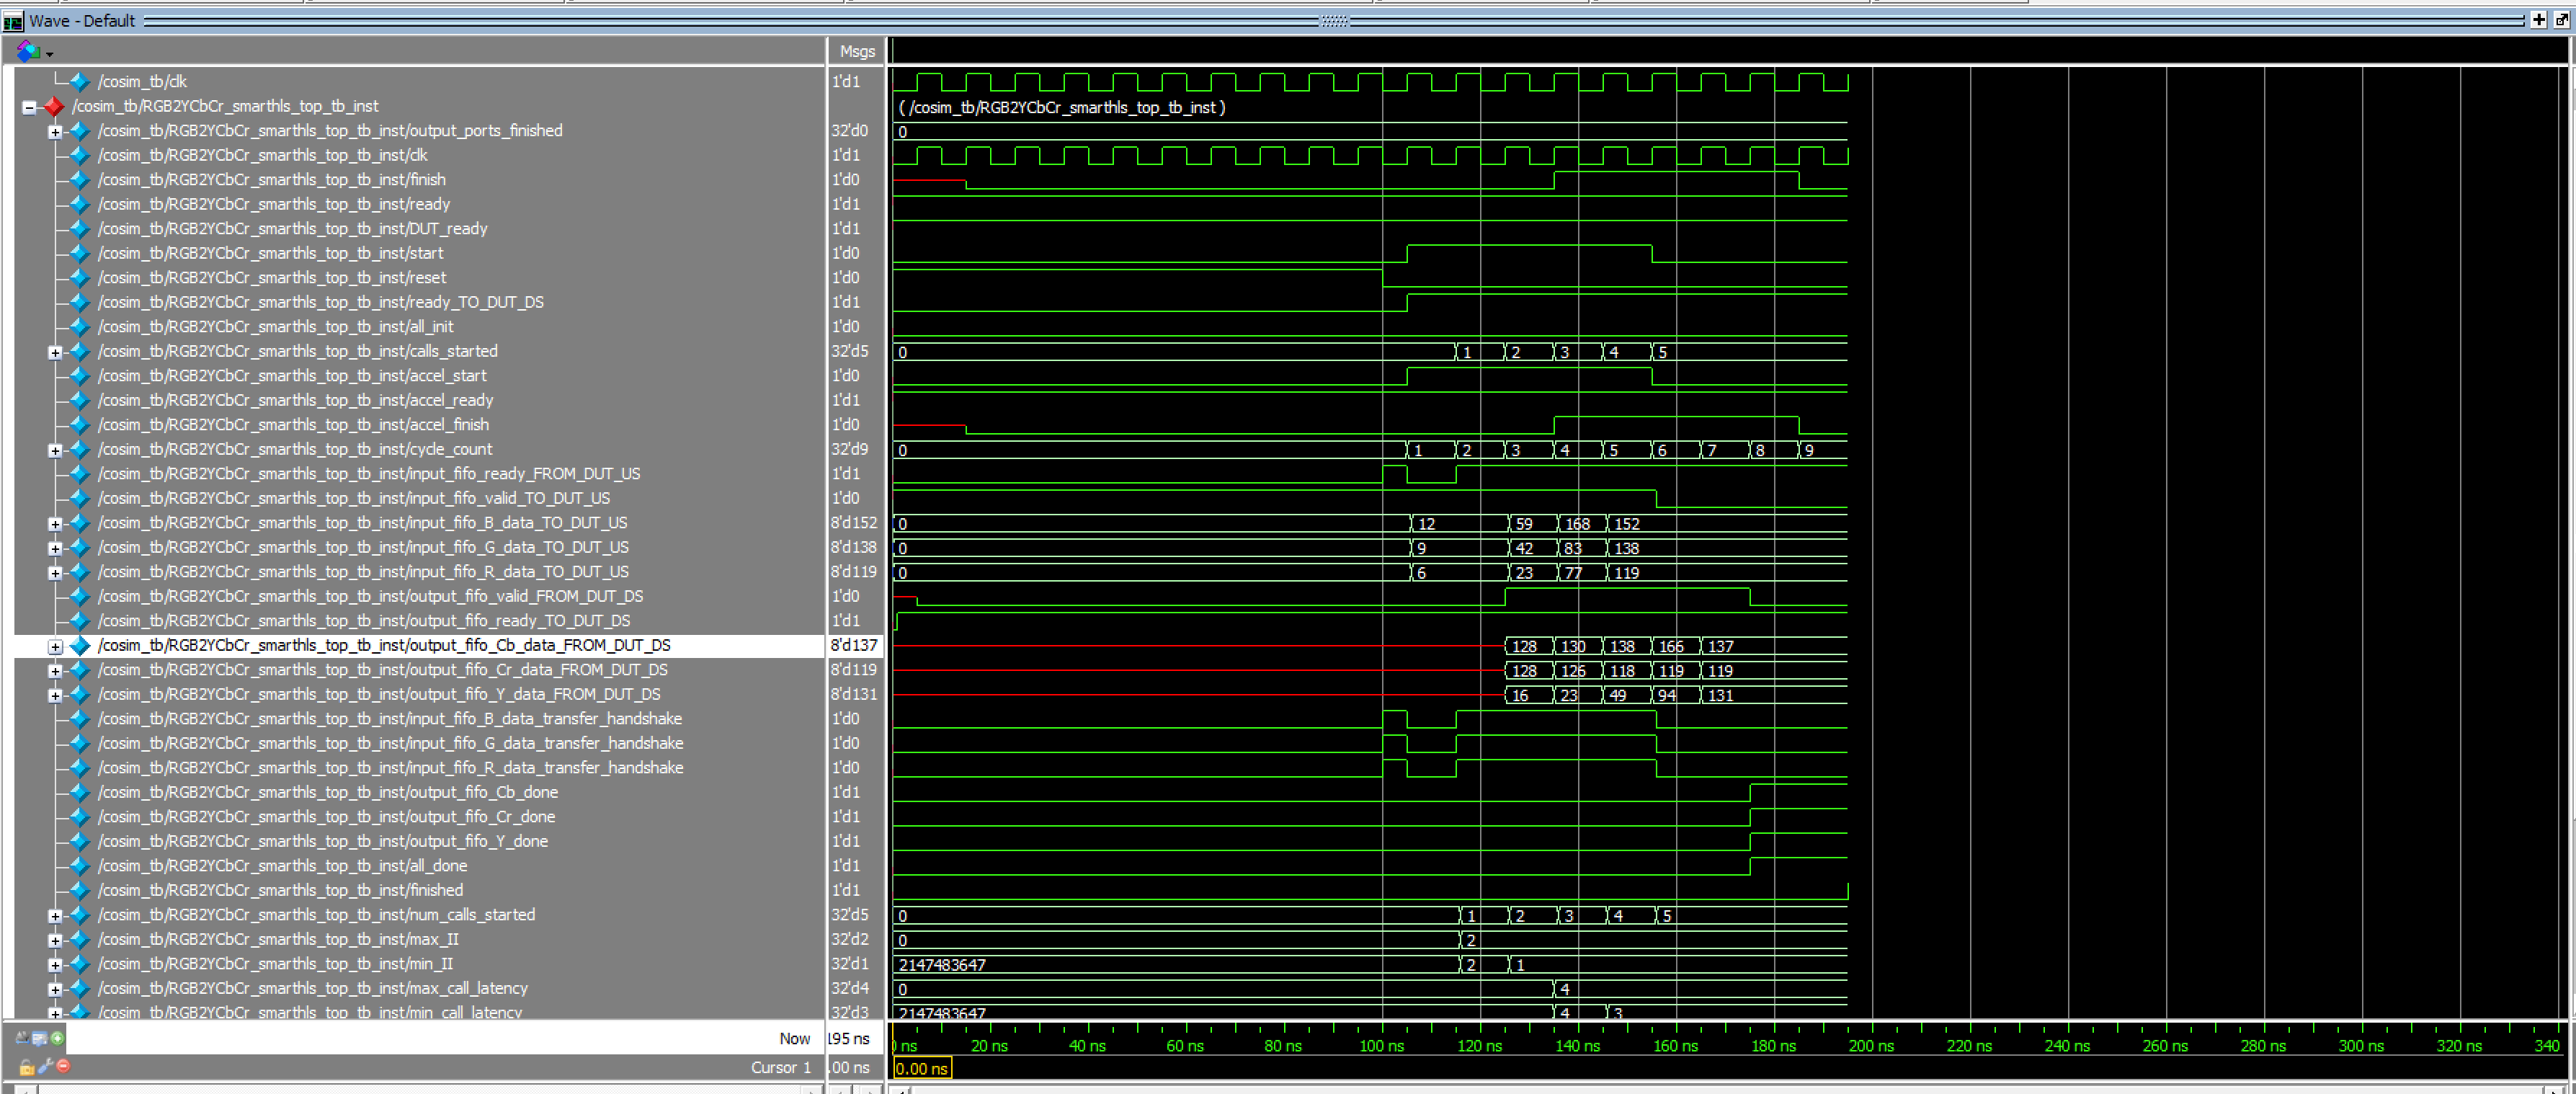 Wave - Default
Msgs
/cosim_tb/clk 1'd1
/cosim_tb/RGB2YCbCr_smarthls_top_tb_inst ( /cosim_tb/RGB2YCbCr_smarthls_top_tb_inst )
/cosim_tb/RGB2YCbCr_smarthls_top_tb_inst/output_ports_finished 32'd0 0
/cosim_tb/RGB2YCbCr_smarthls_top_tb_inst/clk 1'd1
/cosim_tb/RGB2YCbCr_smarthls_top_tb_inst/finish 1'd0
/cosim_tb/RGB2YCbCr_smarthls_top_tb_inst/ready 1'd1
/cosim_tb/RGB2YCbCr_smarthls_top_tb_inst/DUT_ready 1'd1
/cosim_tb/RGB2YCbCr_smarthls_top_tb_inst/start 1'd0
/cosim_tb/RGB2YCbCr_smarthls_top_tb_inst/reset 1'd0
/cosim_tb/RGB2YCbCr_smarthls_top_tb_inst/ready_TO_DUT_DS 1'd1
/cosim_tb/RGB2YCbCr_smarthls_top_tb_inst/all_init 1'd0
/cosim_tb/RGB2YCbCr_smarthls_top_tb_inst/calls_started 32'd5 0 1 2 3 4 5
/cosim_tb/RGB2YCbCr_smarthls_top_tb_inst/accel_start 1'd0
/cosim_tb/RGB2YCbCr_smarthls_top_tb_inst/accel_ready 1'd1
/cosim_tb/RGB2YCbCr_smarthls_top_tb_inst/accel_finish 1'd0
/cosim_tb/RGB2YCbCr_smarthls_top_tb_inst/cycle_count 32'd9 0 1 2 3 4 5 6 7 8 9
/cosim_tb/RGB2YCbCr_smarthls_top_tb_inst/input_fifo_ready_FROM_DUT_US 1'd1
/cosim_tb/RGB2YCbCr_smarthls_top_tb_inst/input_fifo_valid_TO_DUT_US 1'd0
/cosim_tb/RGB2YCbCr_smarthls_top_tb_inst/input_fifo_B_data_TO_DUT_US 8'd152 0 12 59 168 152
/cosim_tb/RGB2YCbCr_smarthls_top_tb_inst/input_fifo_G_data_TO_DUT_US 8'd138 0 9 42 83 138
/cosim_tb/RGB2YCbCr_smarthls_top_tb_inst/input_fifo_R_data_TO_DUT_US 8'd119 0 6 23 77 119
/cosim_tb/RGB2YCbCr_smarthls_top_tb_inst/output_fifo_valid_FROM_DUT_DS 1'd0
/cosim_tb/RGB2YCbCr_smarthls_top_tb_inst/output_fifo_ready_TO_DUT_DS 1'd1
/cosim_tb/RGB2YCbCr_smarthls_top_tb_inst/output_fifo_Cb_data_FROM_DUT_DS 8'd137 128 130 138 166 137
/cosim_tb/RGB2YCbCr_smarthls_top_tb_inst/output_fifo_Cr_data_FROM_DUT_DS 8'd119 128 126 118 119 119
/cosim_tb/RGB2YCbCr_smarthls_top_tb_inst/output_fifo_Y_data_FROM_DUT_DS 8'd131 16 23 49 94 131
/cosim_tb/RGB2YCbCr_smarthls_top_tb_inst/input_fifo_B_data_transfer_handshake 1'd0
/cosim_tb/RGB2YCbCr_smarthls_top_tb_inst/input_fifo_G_data_transfer_handshake 1'd0
/cosim_tb/RGB2YCbCr_smarthls_top_tb_inst/input_fifo_R_data_transfer_handshake 1'd0
/cosim_tb/RGB2YCbCr_smarthls_top_tb_inst/output_fifo_Cb_done 1'd1
/cosim_tb/RGB2YCbCr_smarthls_top_tb_inst/output_fifo_Cr_done 1'd1
/cosim_tb/RGB2YCbCr_smarthls_top_tb_inst/output_fifo_Y_done 1'd1
/cosim_tb/RGB2YCbCr_smarthls_top_tb_inst/all_done 1'd1
/cosim_tb/RGB2YCbCr_smarthls_top_tb_inst/finished 1'd1
/cosim_tb/RGB2YCbCr_smarthls_top_tb_inst/num_calls_started 32'd5 0 1 2 3 4 5
/cosim_tb/RGB2YCbCr_smarthls_top_tb_inst/max_II 32'd2 0 2
/cosim_tb/RGB2YCbCr_smarthls_top_tb_inst/min_II 32'd1 2147483647 2 1
/cosim_tb/RGB2YCbCr_smarthls_top_tb_inst/max_call_latency 32'd4 0 4
/cosim_tb/RGB2YCbCr_smarthls_top_tb_inst/min_call_latency 32'd3 2147483647 4 3
Now 195 ns
ns 20 ns 40 ns 60 ns 80 ns 100 ns 120 ns 140 ns 160 ns 180 ns 200 ns 220 ns 240 ns 260 ns 280 ns 300 ns 320 ns 340
Cursor 1 .00 ns 0.00 ns